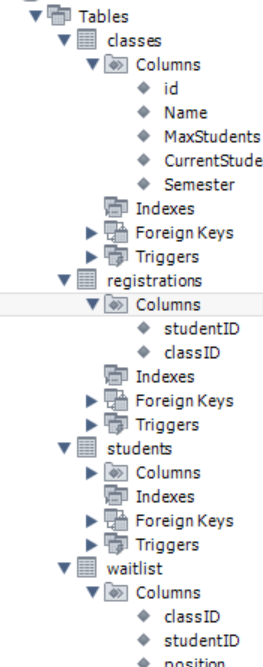 Tables
classes
Columns
id
Name
MaxStudents
CurrentStude
Semester
Indexes
Foreign Keys
Triggers
registrations
Columns
studentID
classID
Indexes
Foreign Keys
Triggers
students
Columns
Indexes
Foreign Keys
Triggers
waitlist
Columns
classID
studentID
position